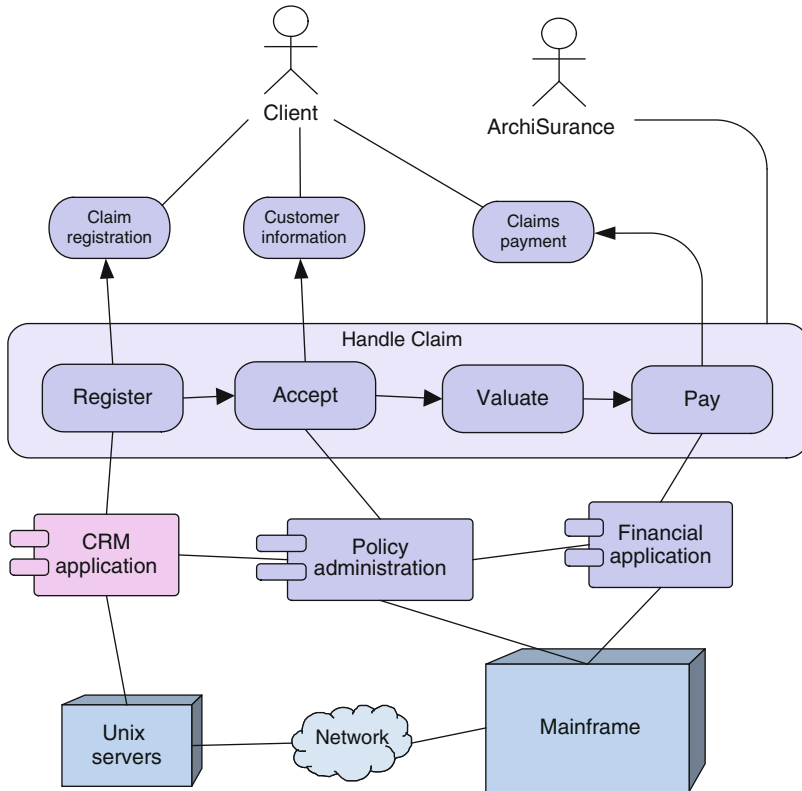 Client
ArchiSurance
Claim
registration
Customer
information
Claims
payment
Handle Claim
Register
Accept
Valuate
Pay
CRM
application
Policy
administration
Financial
application
Unix
servers
Network
Mainframe